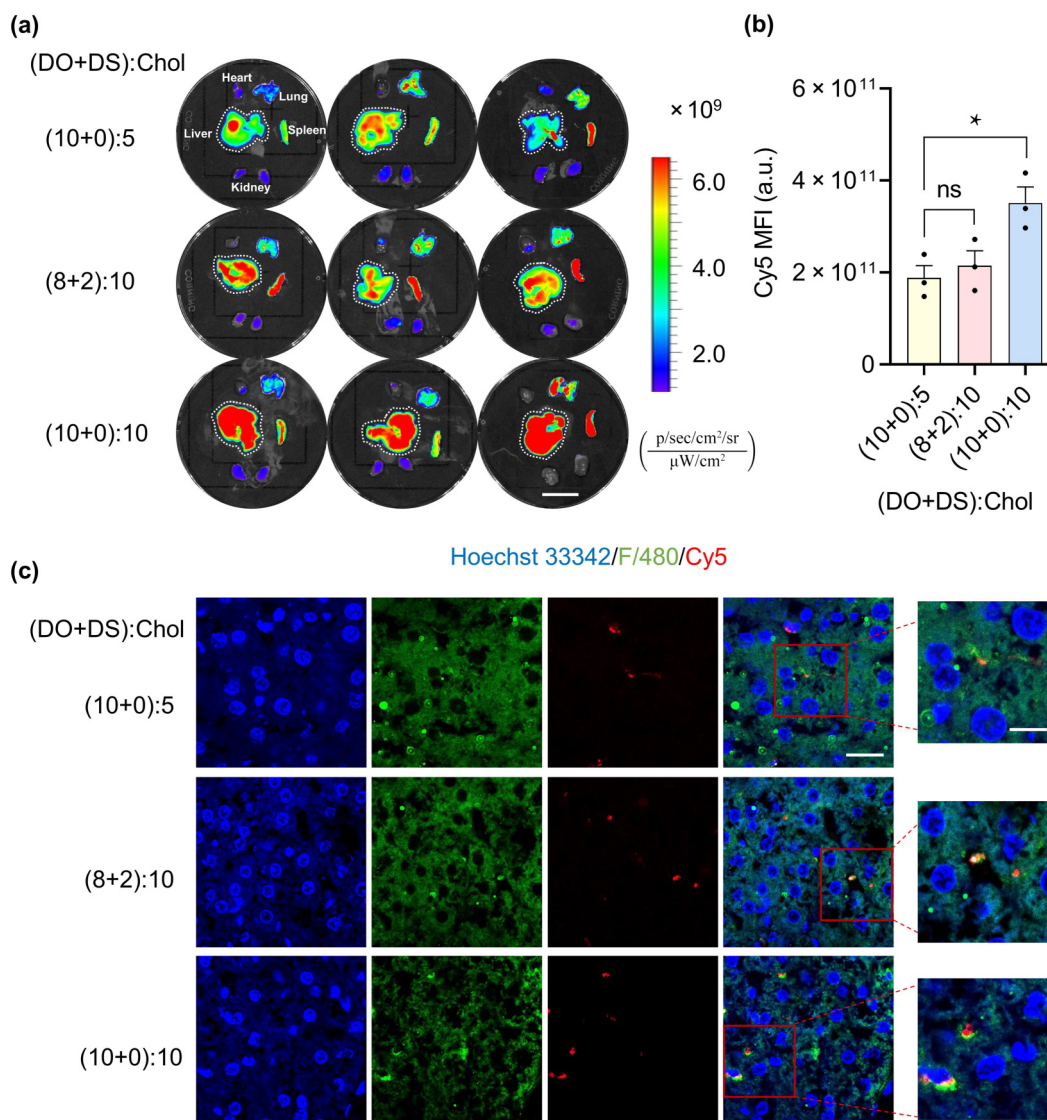 (a)
(DO+DS):Chol
(10+0):5
(8+2):10
(10+0):10
Heart
Lung
Liver
Spleen
Kidney
× 10⁹
6.0
4.0
2.0
p/sec/cm²/sr
µW/cm²
(b)
Cy5 MFI (a.u.)
6 × 10¹¹
4 × 10¹¹
2 × 10¹¹
0
*
ns
(10+0):5
(8+2):10
(10+0):10
(DO+DS):Chol
(c)
Hoechst 33342/F/480/Cy5
(DO+DS):Chol
(10+0):5
(8+2):10
(10+0):10